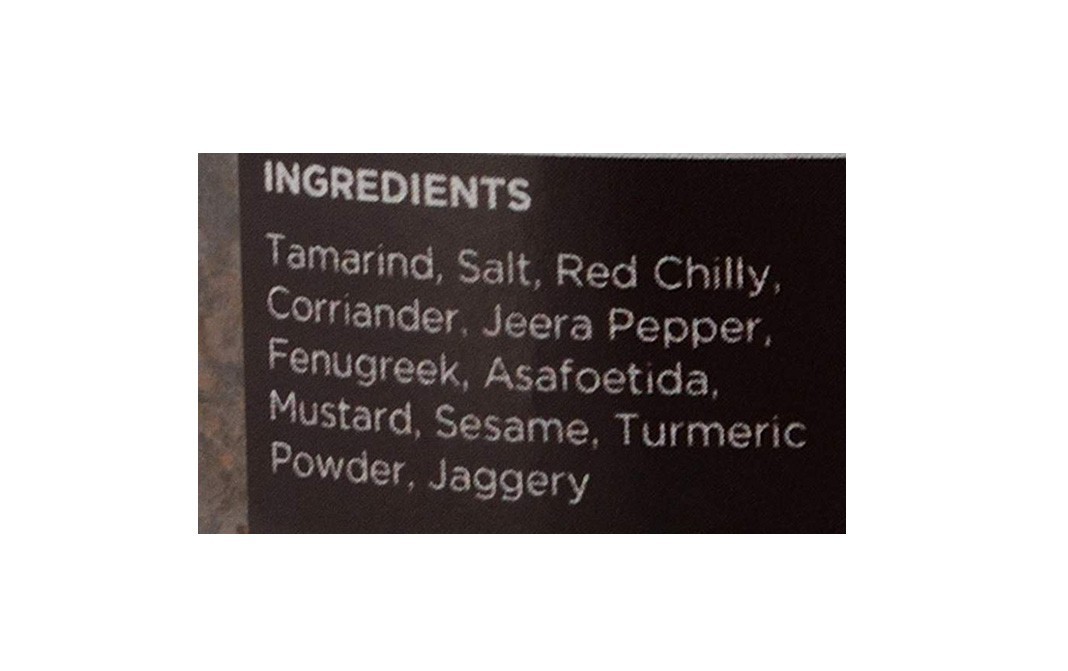 INGREDIENTS
Tamarind, Salt, Red Chilly,
Corriander, Jeera Pepper,
Fenugreek, Asafoetida,
Mustard, Sesame, Turmeric
Powder, Jaggery